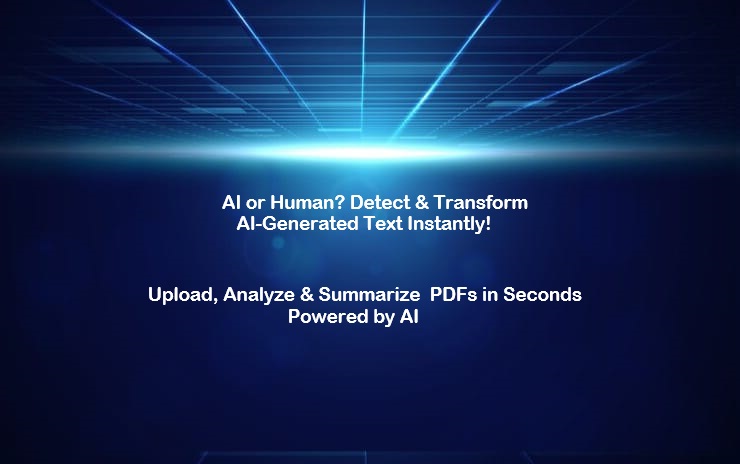 AI or Human? Detect & Transform
AI-Generated Text Instantly!
Upload, Analyze & Summarize PDFs in Seconds
Powered by AI